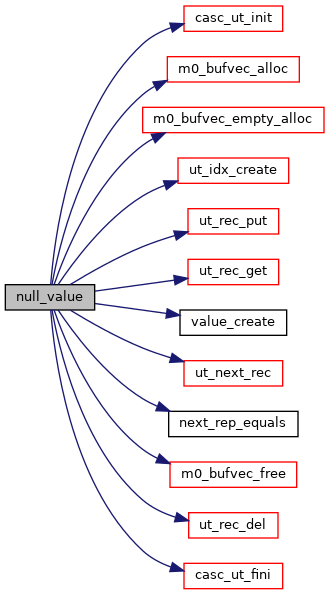 casc_ut_init
m0_bufvec_alloc
m0_bufvec_empty_alloc
ut_idx_create
ut_rec_put
ut_rec_get
null_value
value_create
ut_next_rec
next_rep_equals
m0_bufvec_free
ut_rec_del
casc_ut_fini